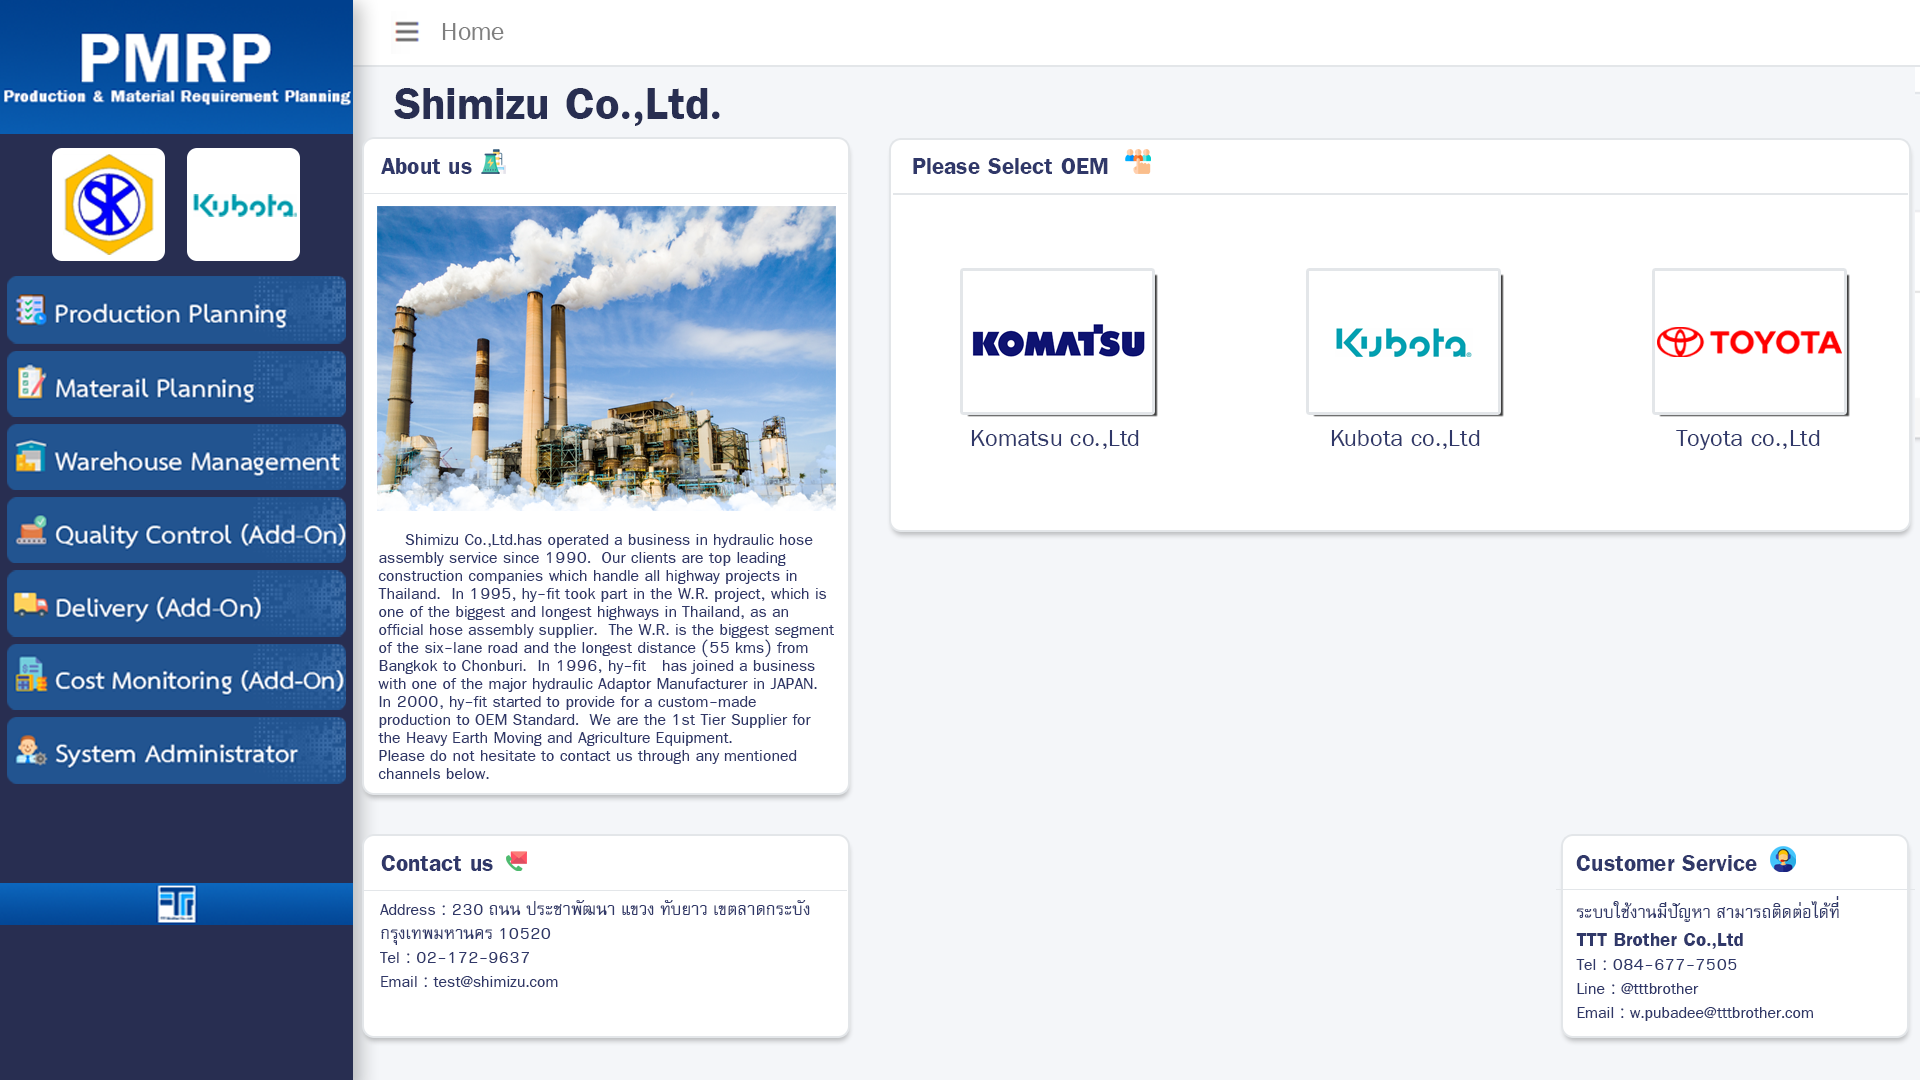 PMRP
Production & Material Requirement Planning
SK
Kubota
Production Planning
Materail Planning
Warehouse Management
Quality Control (Add-On)
Delivery (Add-On)
Cost Monitoring (Add-On)
System Administrator
Home
Shimizu Co.,Ltd.
About us
Shimizu Co.,Ltd.has operated a business in hydraulic hose
assembly service since 1990. Our clients are top leading
construction companies which handle all highway projects in
Thailand. In 1995, hy-fit took part in the W.R. project, which is
one of the biggest and longest highways in Thailand, as an
official hose assembly supplier. The W.R. is the biggest segment
of the six-lane road and the longest distance (55 kms) from
Bangkok to Chonburi. In 1996, hy-fit has joined a business
with one of the major hydraulic Adaptor Manufacturer in JAPAN.
In 2000, hy-fit started to provide for a custom-made
production to OEM Standard. We are the 1st Tier Supplier for
the Heavy Earth Moving and Agriculture Equipment.
Please do not hesitate to contact us through any mentioned
channels below.
Please Select OEM
KOMATSU
Kubota
TOYOTA
Komatsu co.,Ltd
Kubota co.,Ltd
Toyota co.,Ltd
Contact us
Address : 230 ถนน ประชาพัฒนา แขวง ทับยาว เขตลาดกระบัง
กรุงเทพมหานคร 10520
Tel : 02-172-9637
Email : test@shimizu.com
Customer Service
ระบบใช้งานมีปัญหา สามารถติดต่อได้ที่
TTT Brother Co.,Ltd
Tel : 084-677-7505
Line : @tttbrother
Email : w.pubadee@tttbrother.com